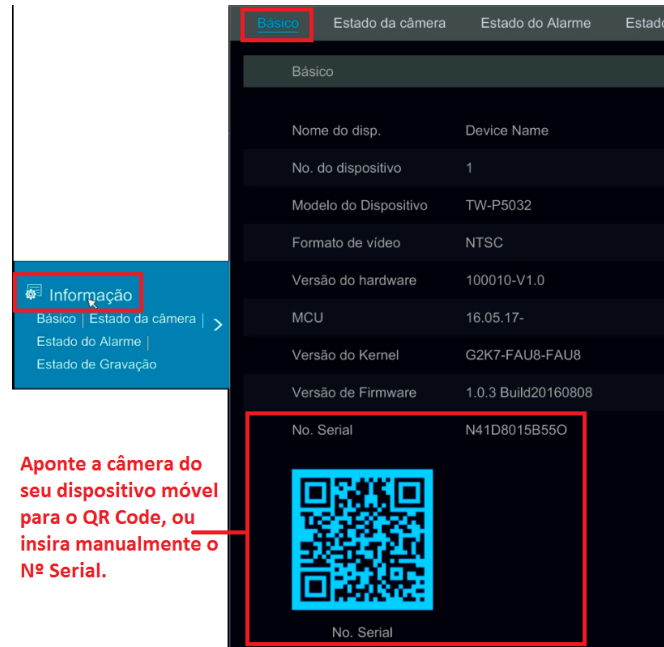 Básico Estado da câmera Estado do Alarme Estado
Básico
Nome do disp. Device Name
No. do dispositivo 1
Modelo do Dispositivo TW-P5032
Formato de vídeo NTSC
Versão do hardware 100010-V1.0
MCU 16.05.17-
Versão do Kernel G2K7-FAU8-FAU8
Versão de Firmware 1.0.3 Build20160808
No. Serial N41D8015B55O
No. Serial
Informação
Básico | Estado da câmera | >
Estado do Alarme |
Estado de Gravação
Aponte a câmera do
seu dispositivo móvel
para o QR Code, ou
insira manualmente o
Nº Serial.